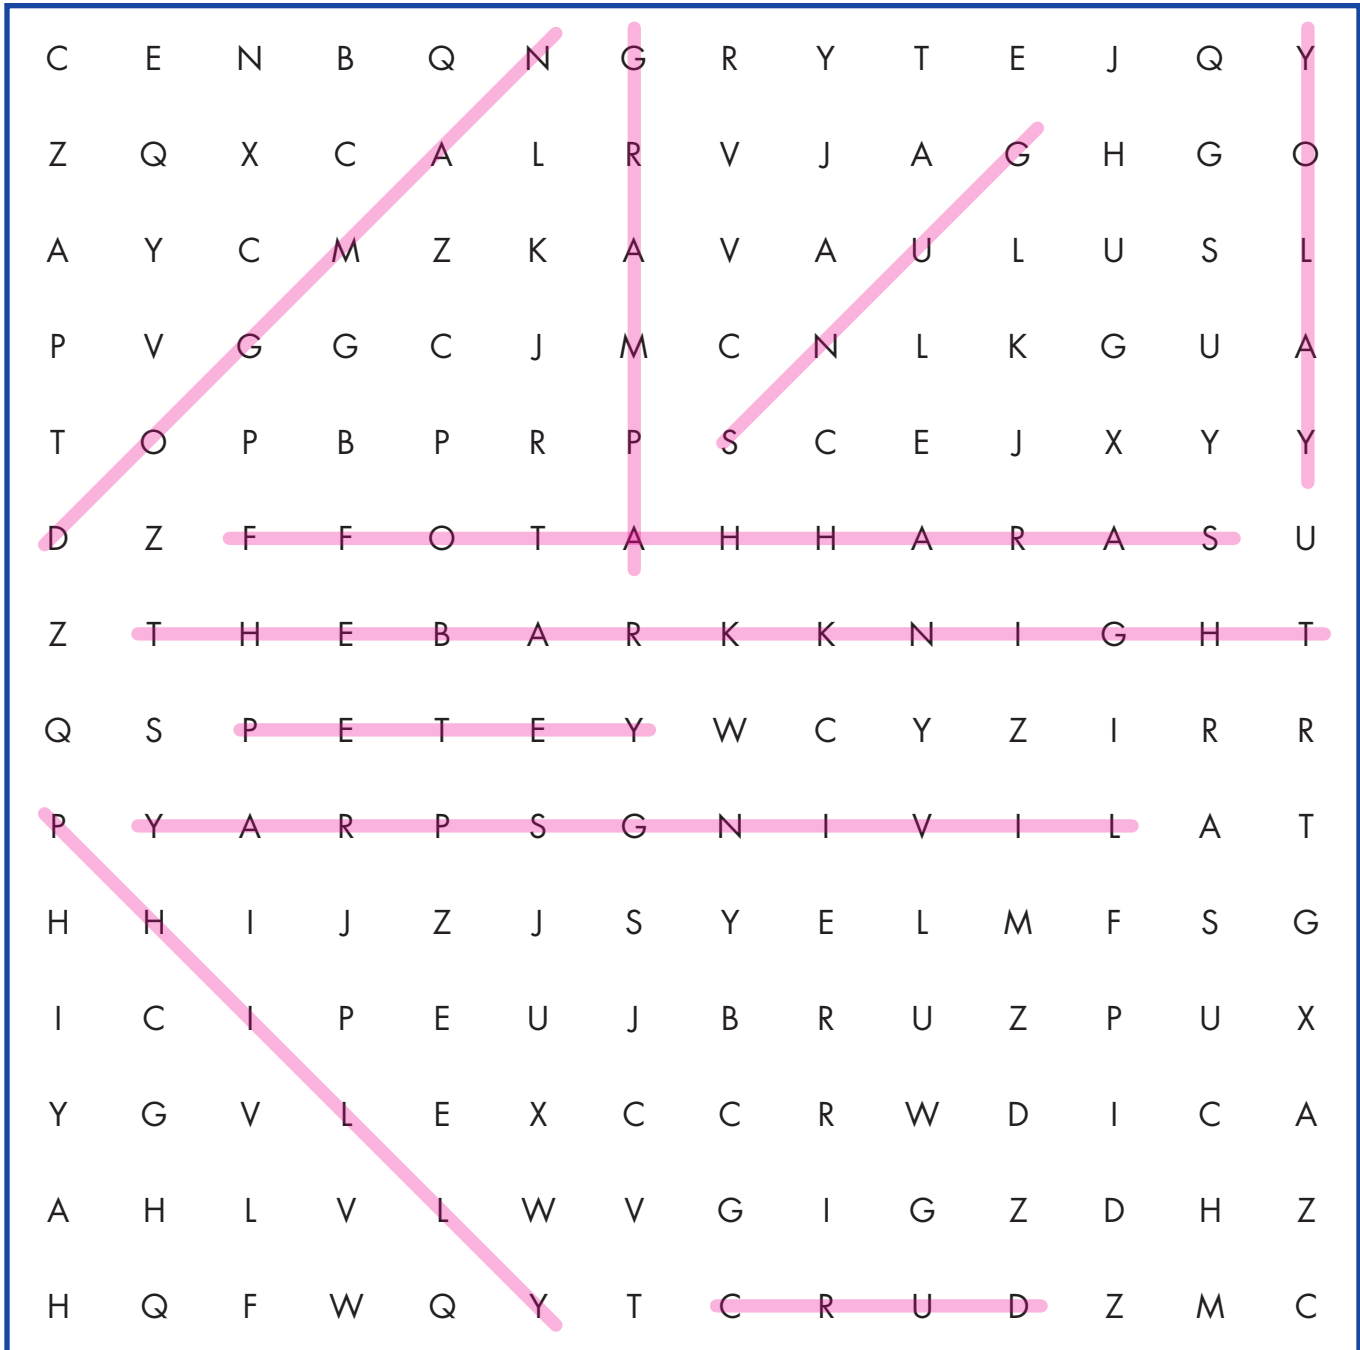 C E N B Q N G R Y T E J Q Y
Z Q X C A L R V J A G H G O
A Y C M Z K A V A U L U S L
P V G G C J M C N L K G U A
T O P B P R P S C E J X Y Y
D Z F F O T A H H A R A S U
Z T H E B A R K K N I G H T
Q S P E T E Y W C Y Z I R R
P Y A R P S G N I V I L A T
H H I J Z J S Y E L M F S G
I C I P E U J B R U Z P U X
Y G V L E X C C R W D I C A
A H L V L W V G I G Z D H Z
H Q F W Q Y T C R U D Z M C